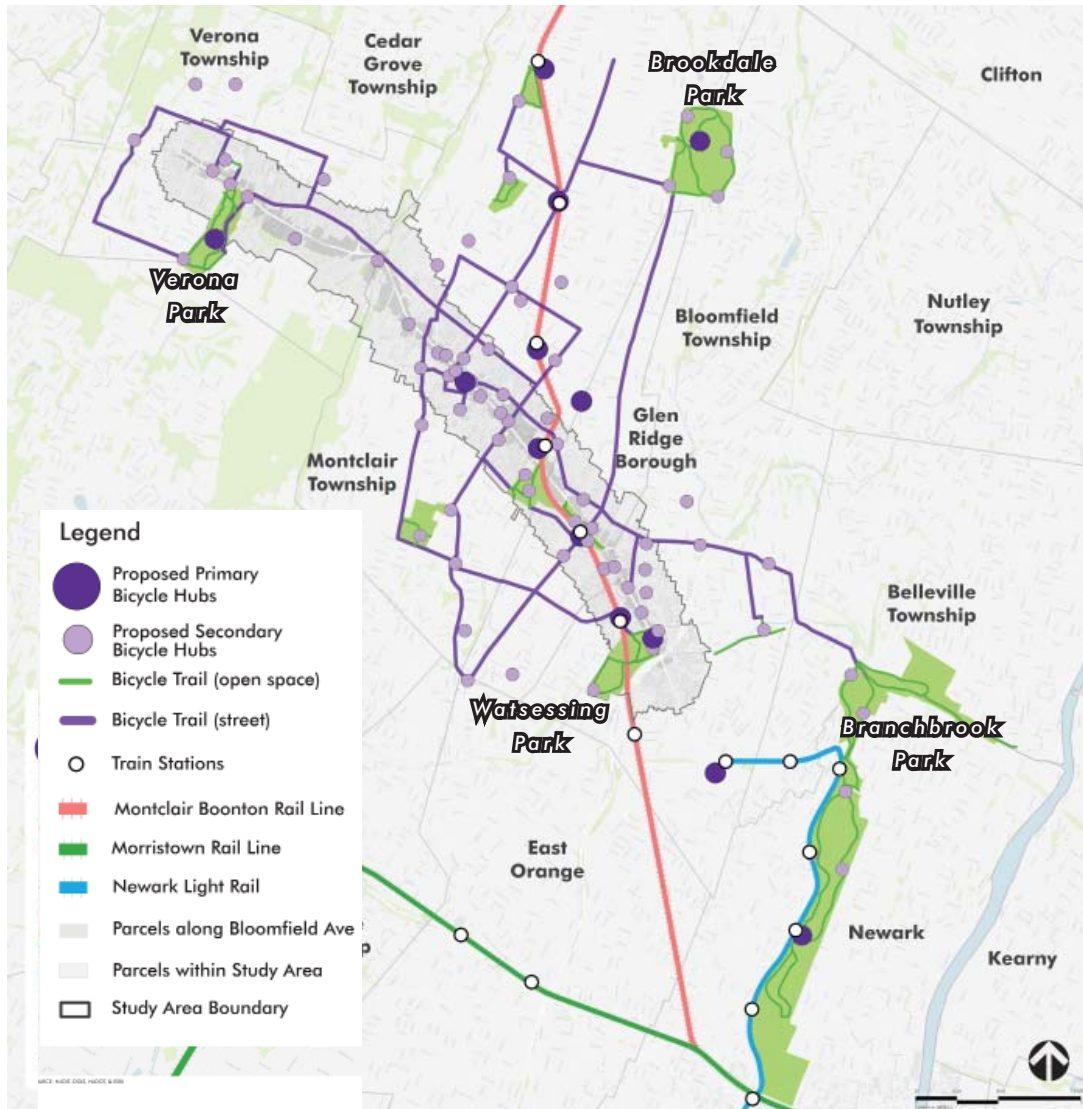 Verona
Township
Cedar
Grove
Township
Brookdale
Park
Clifton
Verona
Park
Bloomfield
Township
Nutley
Township
Glen
Ridge
Borough
Montclair
Township
Legend
Proposed Primary
Bicycle Hubs
Proposed Secondary
Bicycle Hubs
Bicycle Trail (open space)
Bicycle Trail (street)
Train Stations
Montclair Boonton Rail Line
Morristown Rail Line
Newark Light Rail
Parcels along Bloomfield Ave
Parcels within Study Area
Study Area Boundary
Belleville
Township
Watsessing
Park
Branchbrook
Park
East
Orange
Newark
Kearny
p